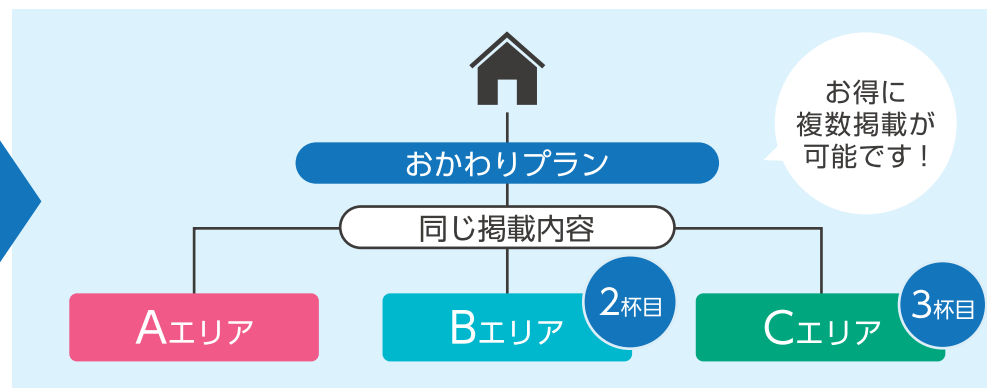 お得に
複数掲載が
可能です！
おかわりプラン
同じ掲載内容
Aエリア
Bエリア
2杯目
Cエリア
3杯目